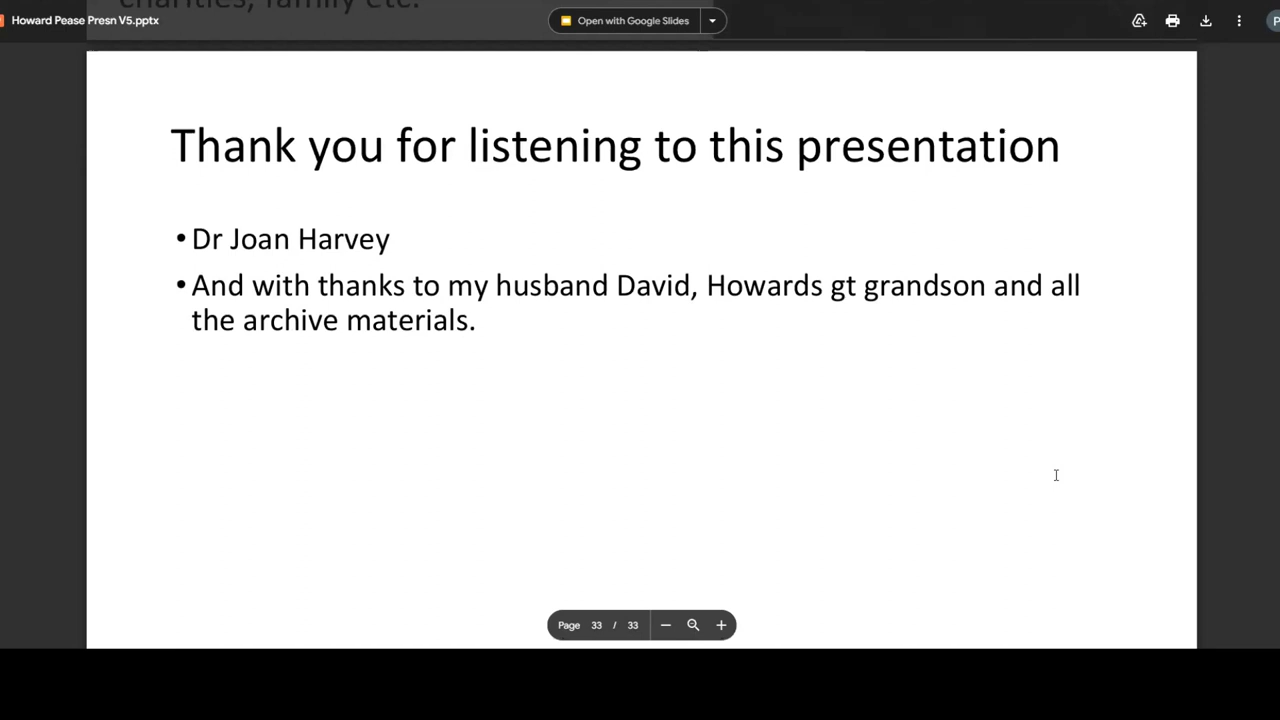 charities, family etc.
Howard Pease Presn V5.pptx
Open with Google Slides
P
Thank you for listening to this presentation
• Dr Joan Harvey
• And with thanks to my husband David, Howards gt grandson and all
the archive materials.
Page 33 / 33